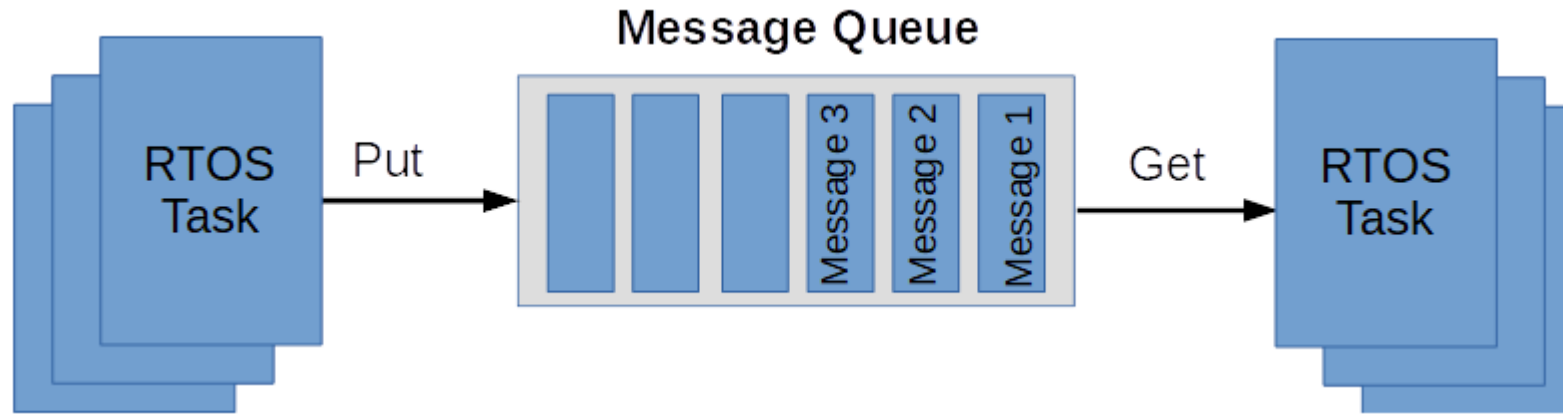 Message Queue
RTOS
Task
Put
Message 3
Message 2
Message 1
Get
RTOS
Task